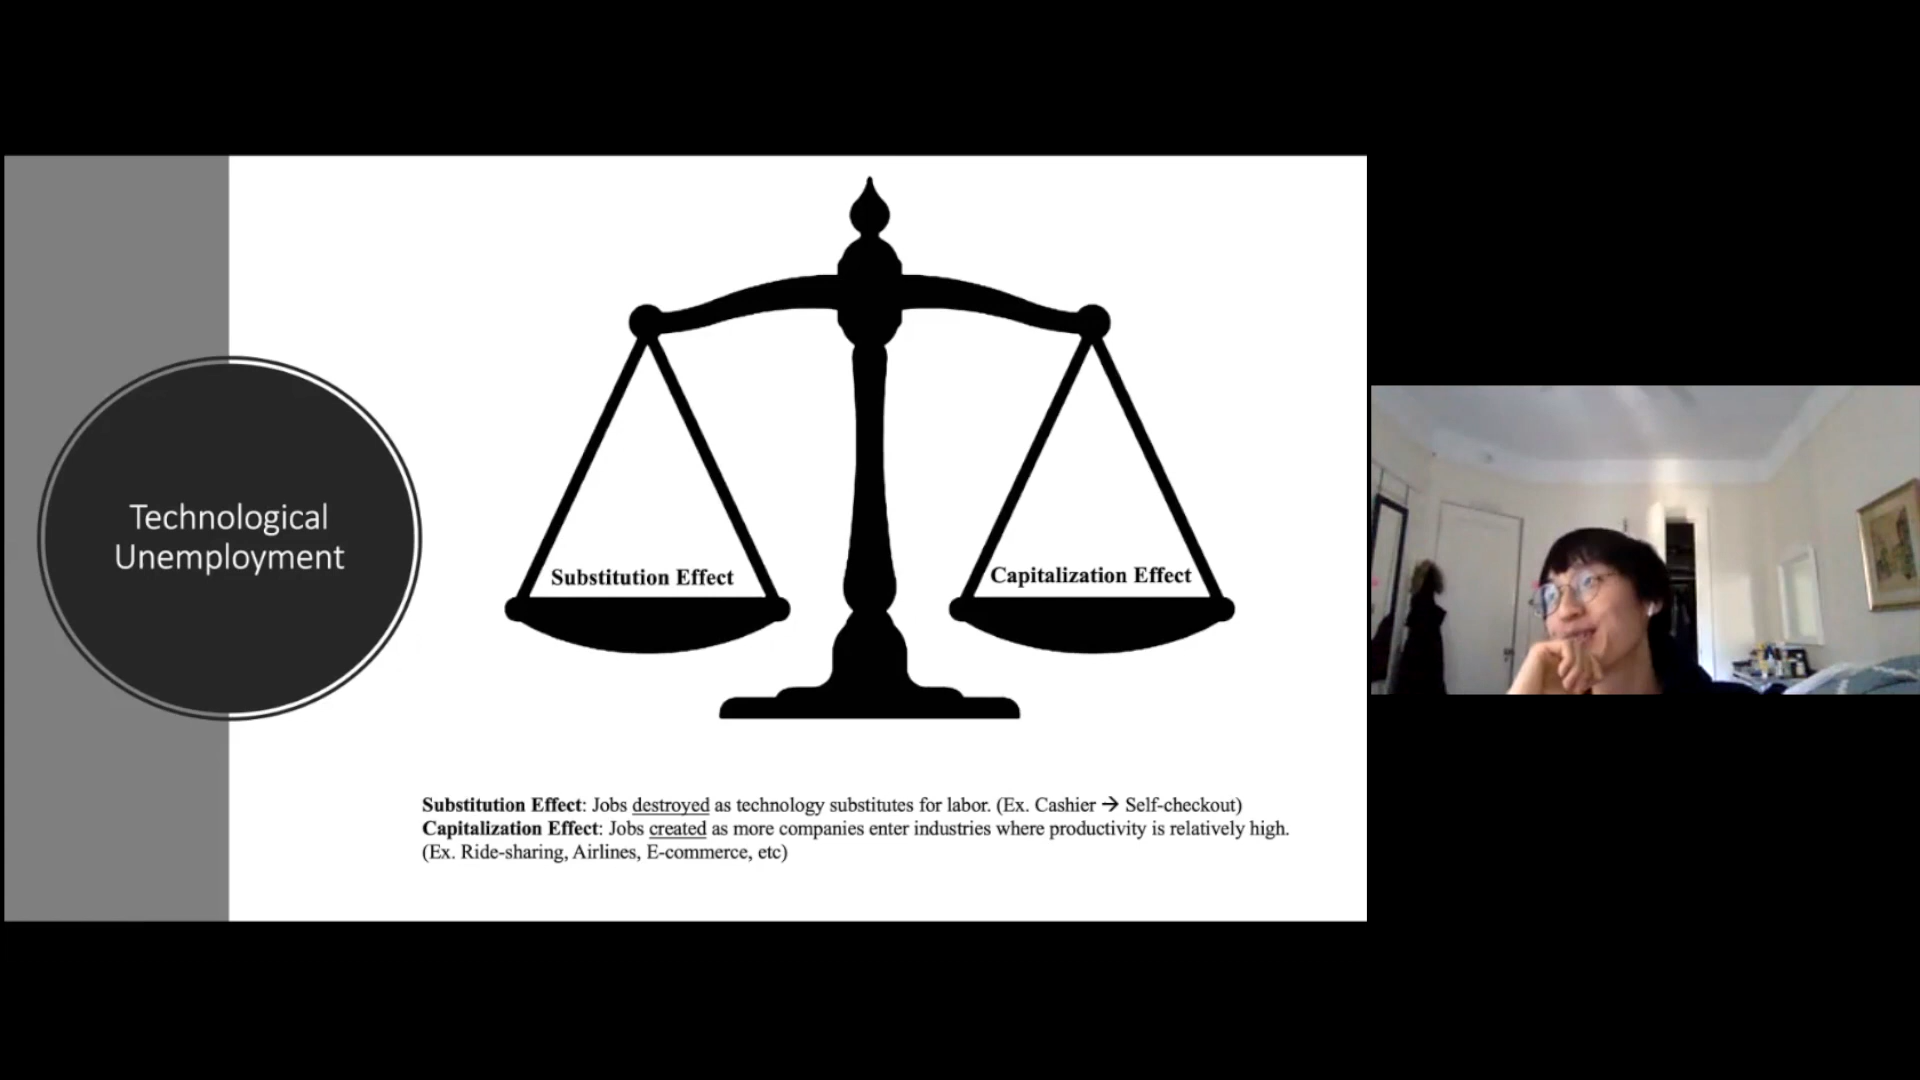 Technological
Unemployment
Substitution Effect
Capitalization Effect
Substitution Effect: Jobs destroyed as technology substitutes for labor. (Ex. Cashier → Self-checkout)
Capitalization Effect: Jobs created as more companies enter industries where productivity is relatively high.
(Ex. Ride-sharing, Airlines, E-commerce, etc)